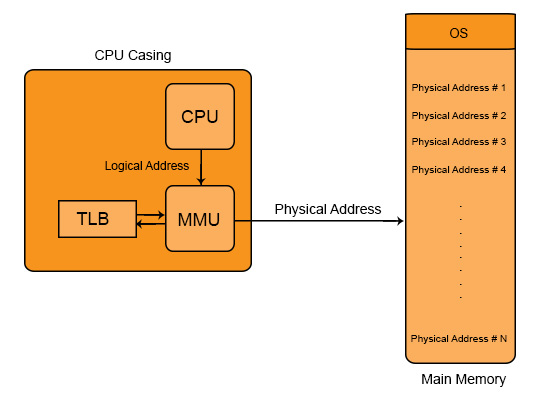 CPU Casing
CPU
Logical Address
TLB
MMU
Physical Address
OS
Physical Address # 1
Physical Address # 2
Physical Address # 3
Physical Address # 4
Physical Address # N
Main Memory